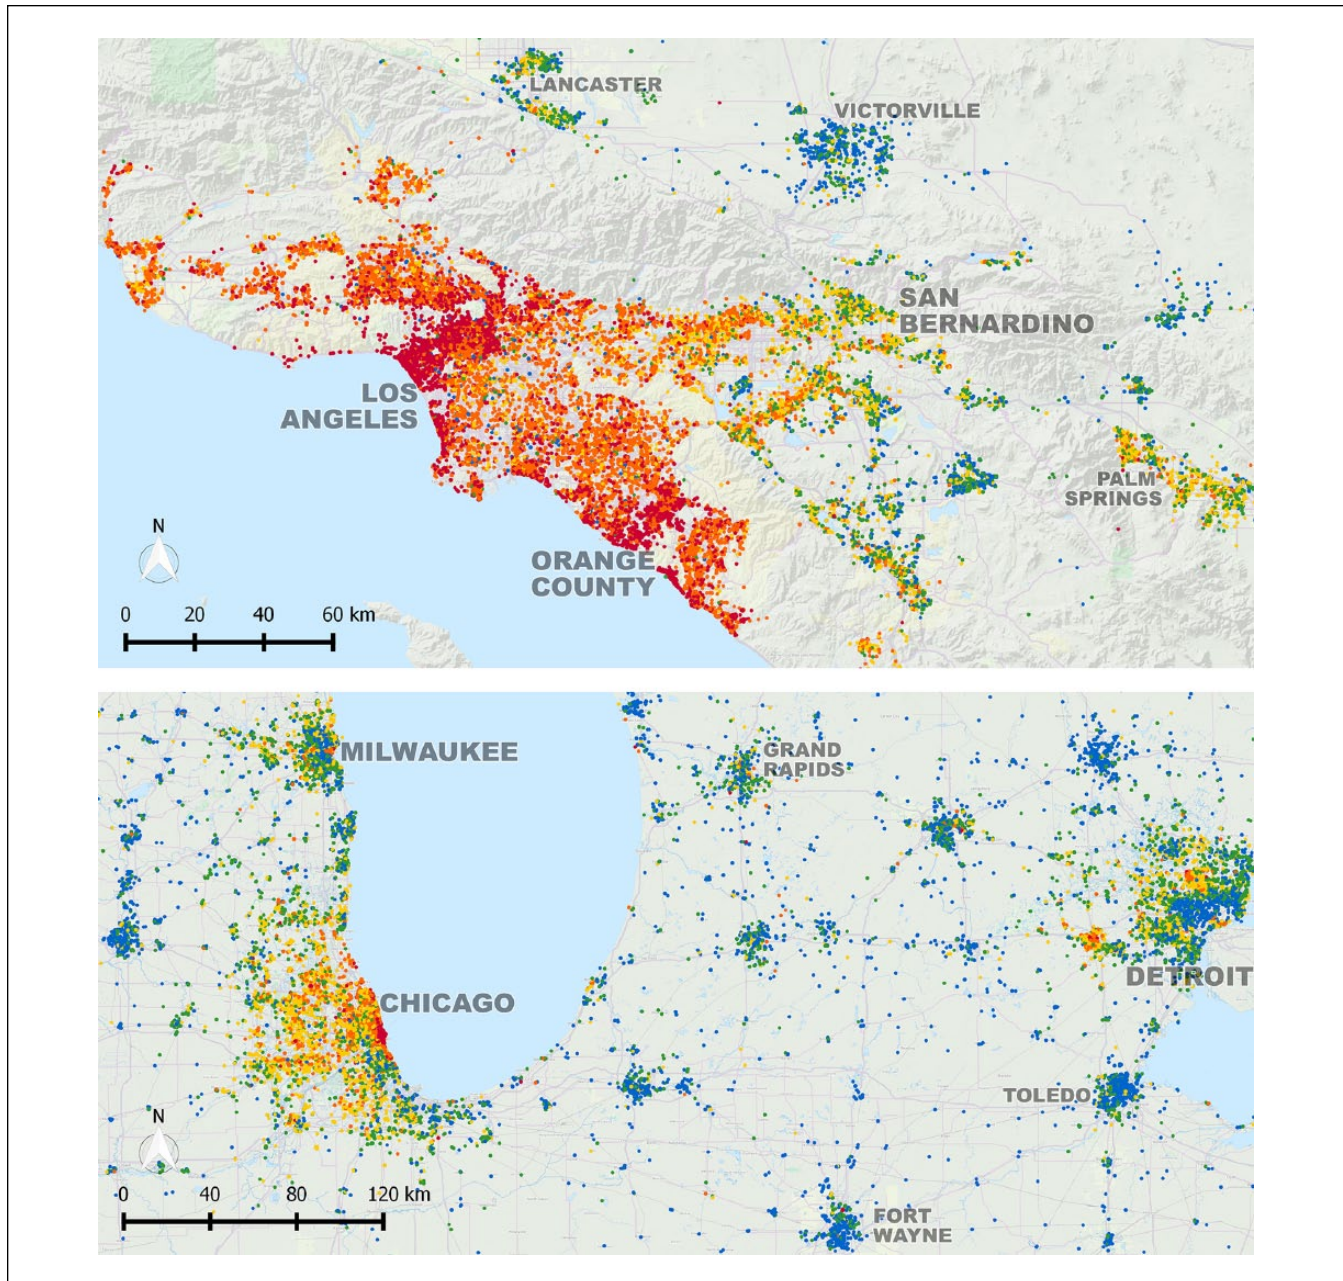 LANCASTER
VICTORVILLE
SAN
BERNARDINO
LOS
ANGELES
PALM
SPRINGS
ORANGE
COUNTY
N
0 20 40 60 km
MILWAUKEE
GRAND
RAPIDS
CHICAGO
DETROIT
TOLEDO
N
0 40 80 120 km
FORT
WAYNE